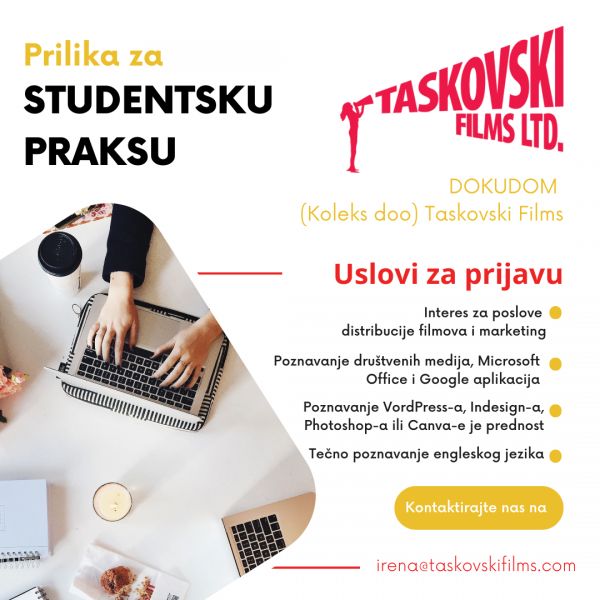 Prilika za
STUDENTSKU
PRAKSU
TASKOVSKI
FILMS LTD.
DOKUDOM
(Koleks doo) Taskovski Films
Uslovi za prijavu
Interes za poslove
distribucije filmova i marketing
Poznavanje društvenih medija, Microsoft
Office i Google aplikacija
Poznavanje VordPress-a, Indesign-a,
Photoshop-a ili Canva-e je prednost
Tečno poznavanje engleskog jezika
Kontaktirajte nas na
irena@taskovskifilms.com